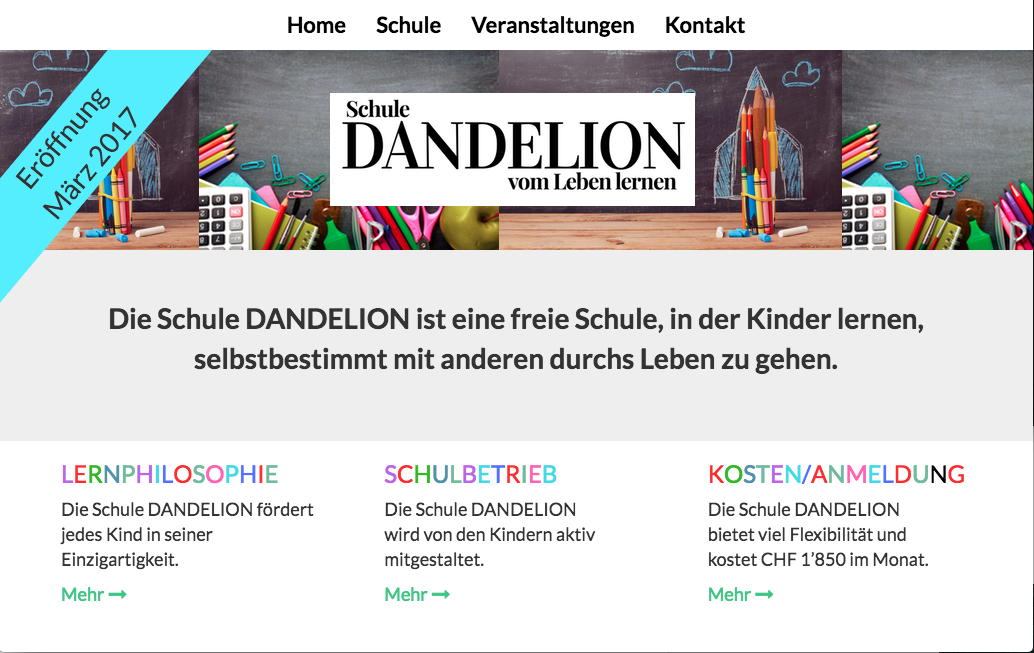 Home Schule Veranstaltungen Kontakt
Eröffnung
März 2017
Schule
DANDELION
vom Leben lernen
Die Schule DANDELION ist eine freie Schule, in der Kinder lernen,
selbstbestimmt mit anderen durchs Leben zu gehen.
LERNPHILOSOPHIE
Die Schule DANDELION fördert
jedes Kind in seiner
Einzigartigkeit.
Mehr
SCHULBETRIEB
Die Schule DANDELION
wird von den Kindern aktiv
mitgestaltet.
Mehr
KOSTEN/ANMELDUNG
Die Schule DANDELION
bietet viel Flexibilität und
kostet CHF 1’850 im Monat.
Mehr